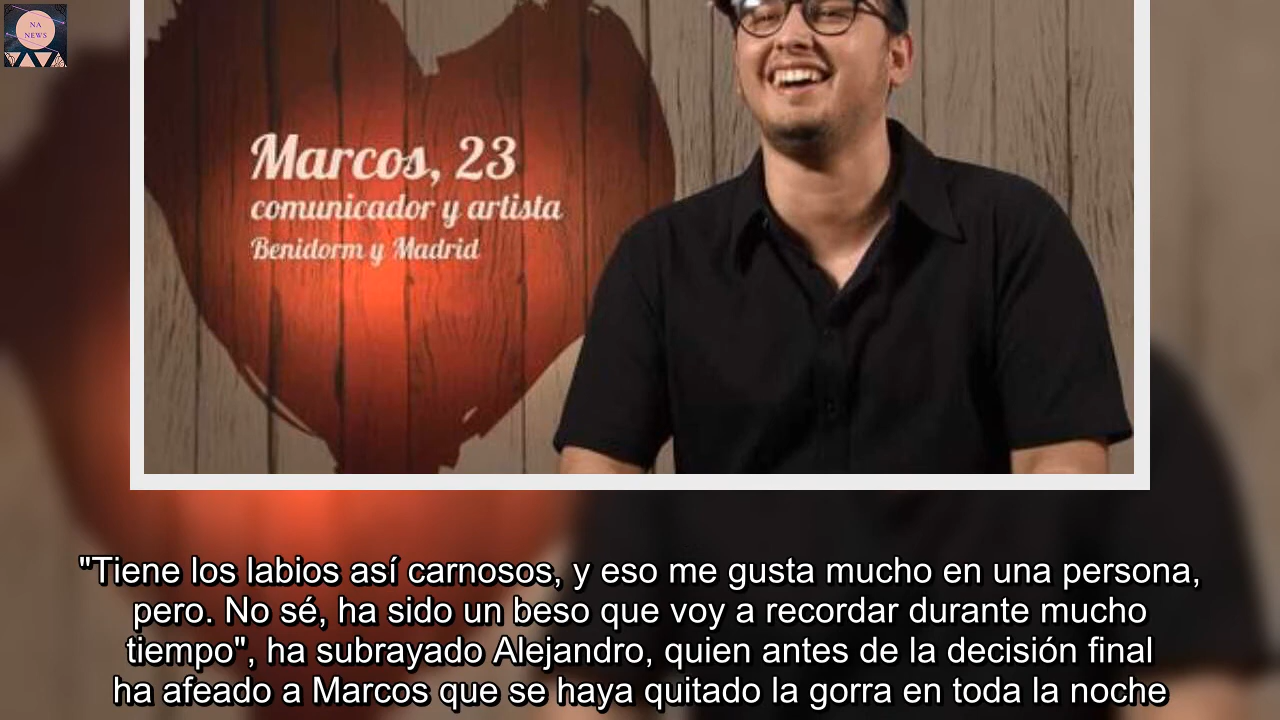 NA
NEWS
Marcos, 23
comunicador y artista
Benidorm y Madrid
"Tiene los labios así carnosos, y eso me gusta mucho en una persona,
pero. No sé, ha sido un beso que voy a recordar durante mucho
tiempo", ha subrayado Alejandro, quien antes de la decisión final
ha afeado a Marcos que se haya quitado la gorra en toda la noche